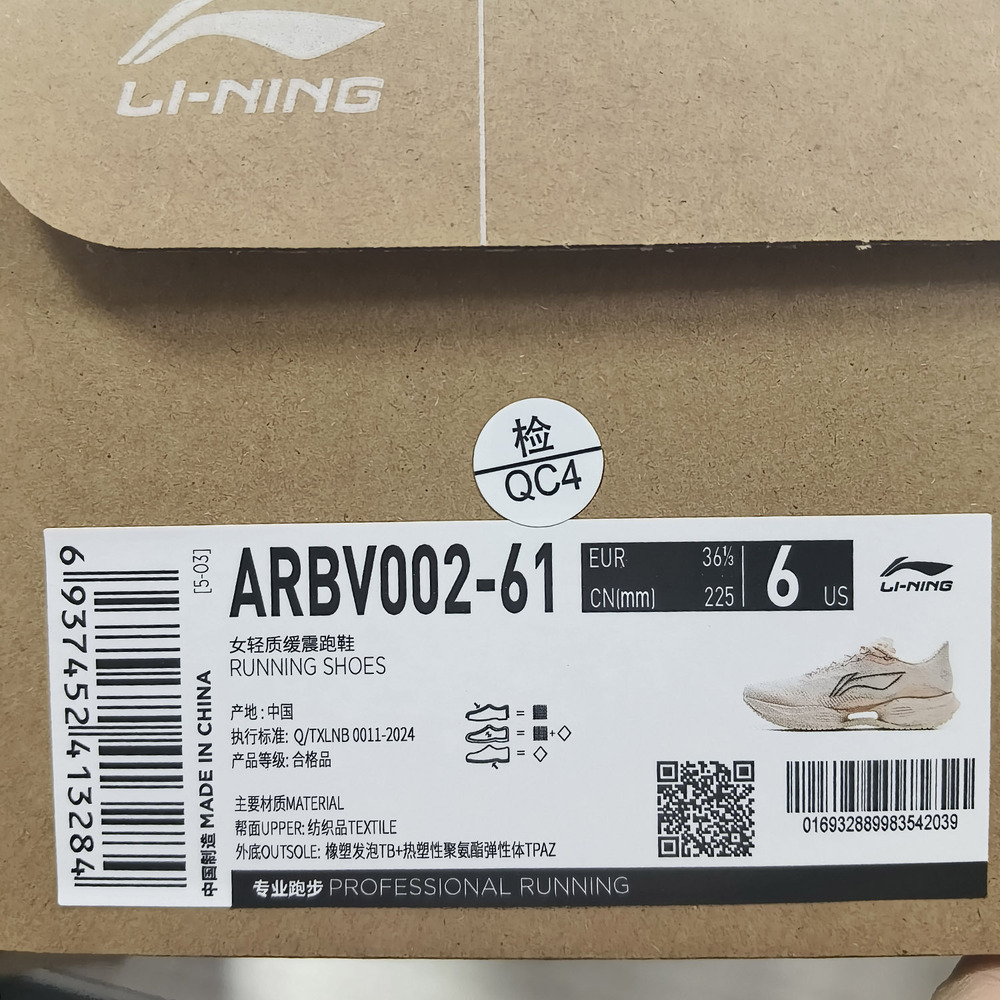 LI-NING
检
QC4
6 937452 413284
[5-03]
中国制造 MADE IN CHINA
ARBV002-61
EUR 36⅓
CN(mm) 225
6 US
LI-NING
女轻质缓震跑鞋
RUNNING SHOES
产地:中国
执行标准: Q/TXLNB 0011-2024
产品等级:合格品
= 
= +◇
= ◇
主要材质MATERIAL
帮面UPPER:纺织品TEXTILE
外底OUTSOLE: 橡塑发泡TB+热塑性聚氨酯弹性体TPAZ
016932889983542039
专业跑步 PROFESSIONAL RUNNING